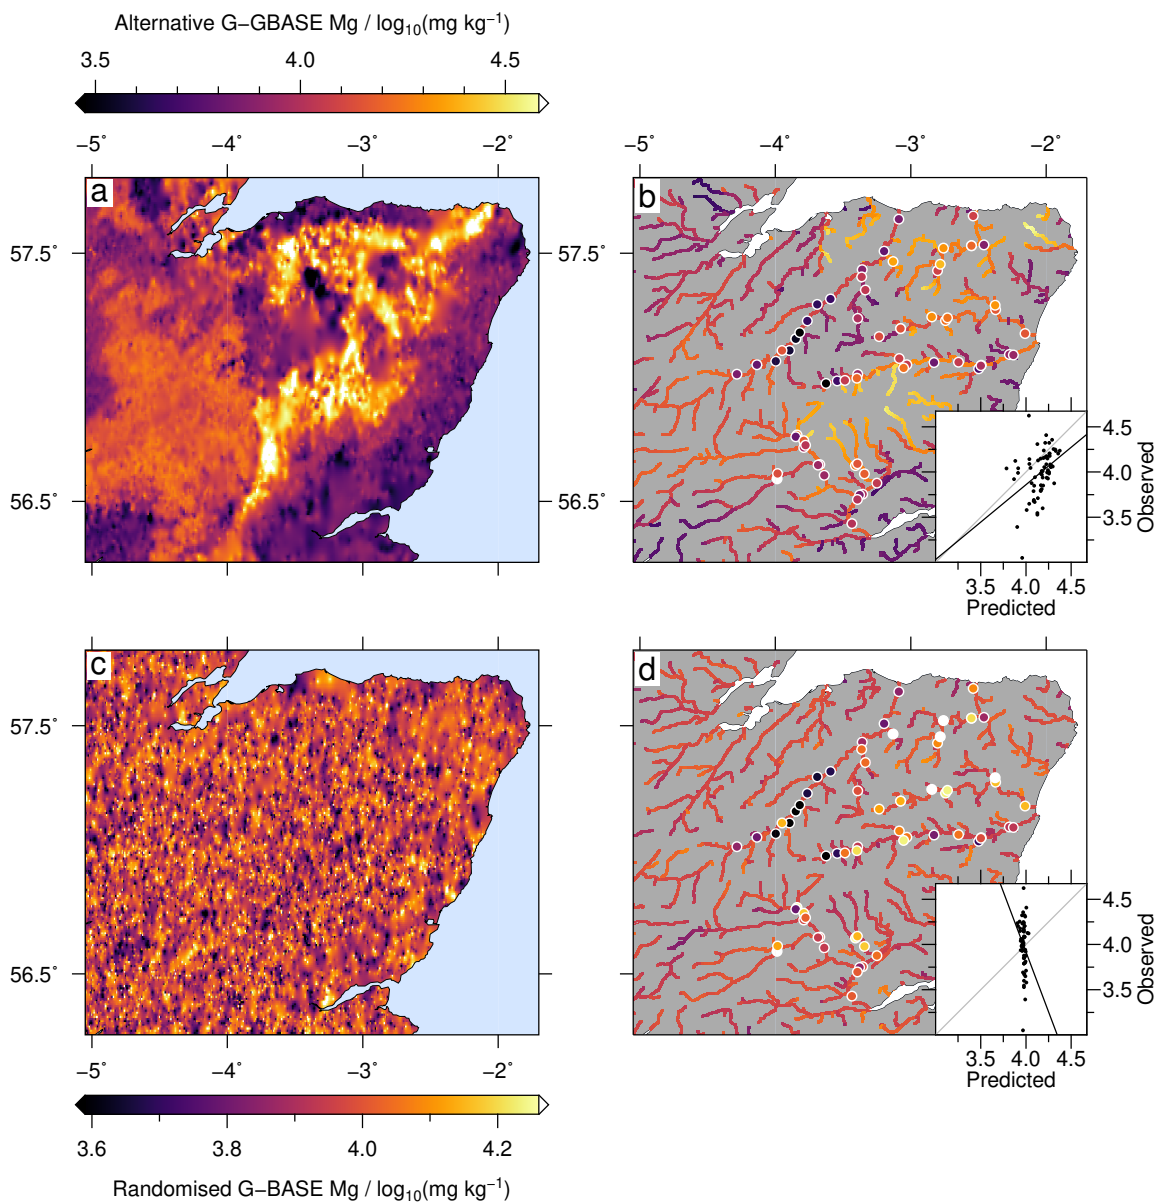 Alternative G−GBASE Mg / log10(mg kg−1)
3.5 4.0 4.5
−5˚ −4˚ −3˚ −2˚ −5˚ −4˚ −3˚ −2˚
a b
57.5˚ 57.5˚
56.5˚ 56.5˚
4.5
4.0
3.5
Observed
3.5 4.0 4.5
Predicted
c d
57.5˚ 57.5˚
56.5˚ 56.5˚
4.5
4.0
3.5
Observed
3.5 4.0 4.5
Predicted
−5˚ −4˚ −3˚ −2˚
3.6 3.8 4.0 4.2
Randomised G−BASE Mg / log10(mg kg−1)